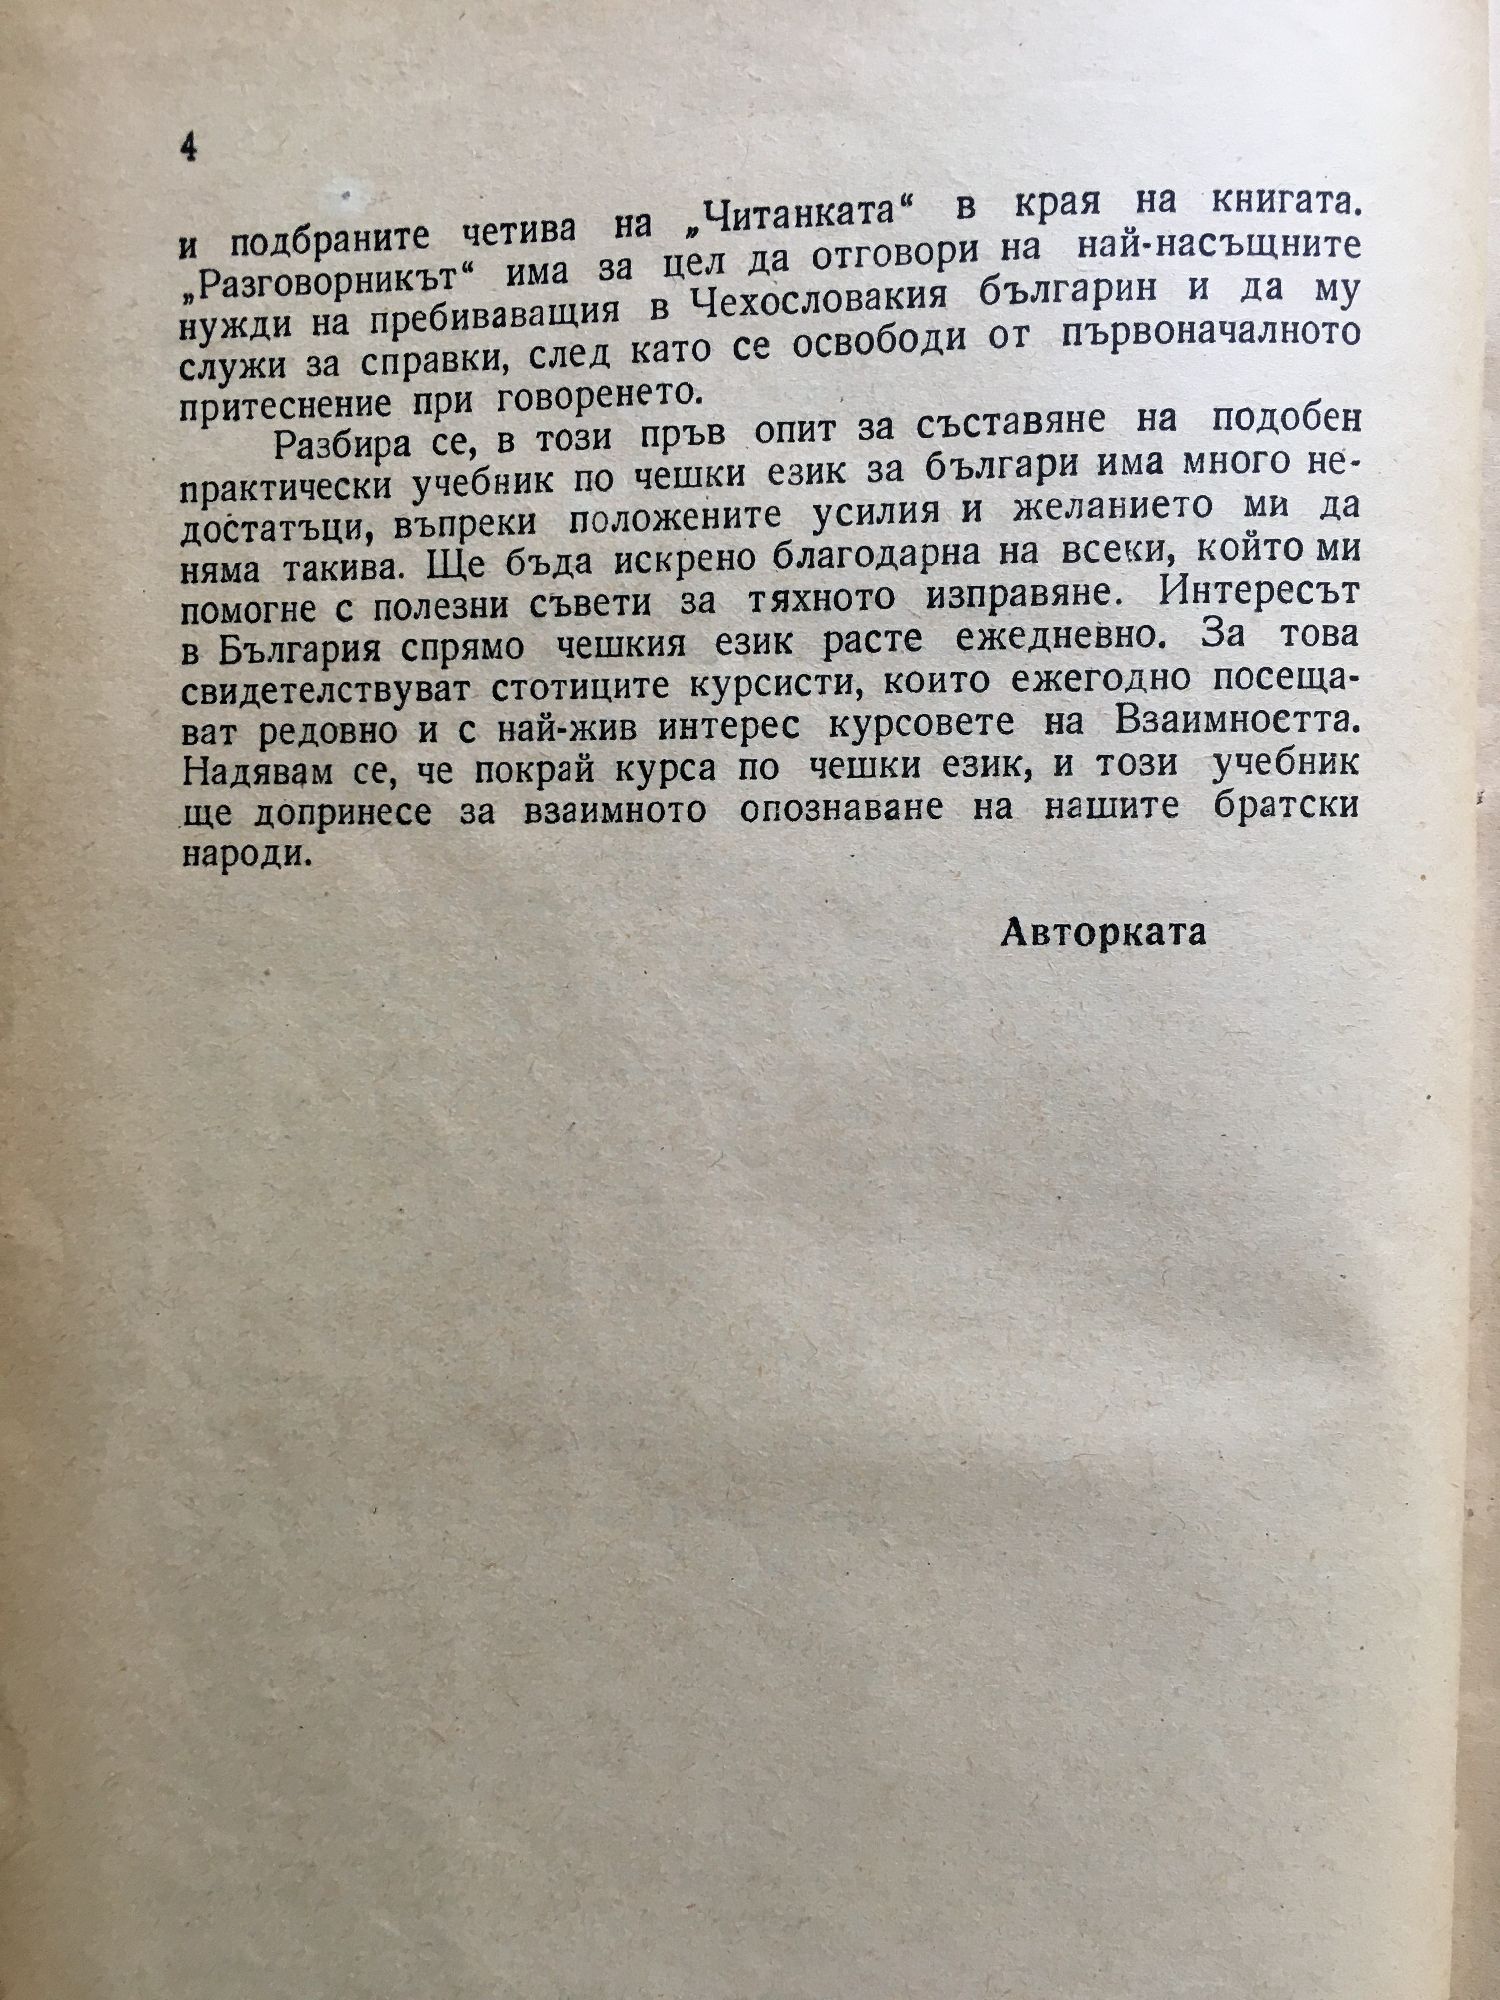 4
и подбраните четива на „Читанката“ в края на книгата.
„Разговорникът“ има за цел да отговори на най-насъщните
нужди на пребиваващия в Чехословакия българин и да му
служи за справки, след като се освободи от първоначалното
притеснение при говоренето.
Разбира се, в този пръв опит за съставяне на подобен
практически учебник по чешки език за българи има много не-
достатъци, въпреки положените усилия и желанието ми да
няма такива. Ще бъда искрено благодарна на всеки, който ми
помогне с полезни съвети за тяхното изправяне. Интересът
в България спрямо чешкия език расте ежедневно. За това
свидетелствуват стотиците курсисти, които ежегодно посеща-
ват редовно и с най-жив интерес курсовете на Взаимността.
Надявам се, че покрай курса по чешки език, и този учебник
ще допринесе за взаимното опознаване на нашите братски
народи.
Авторката